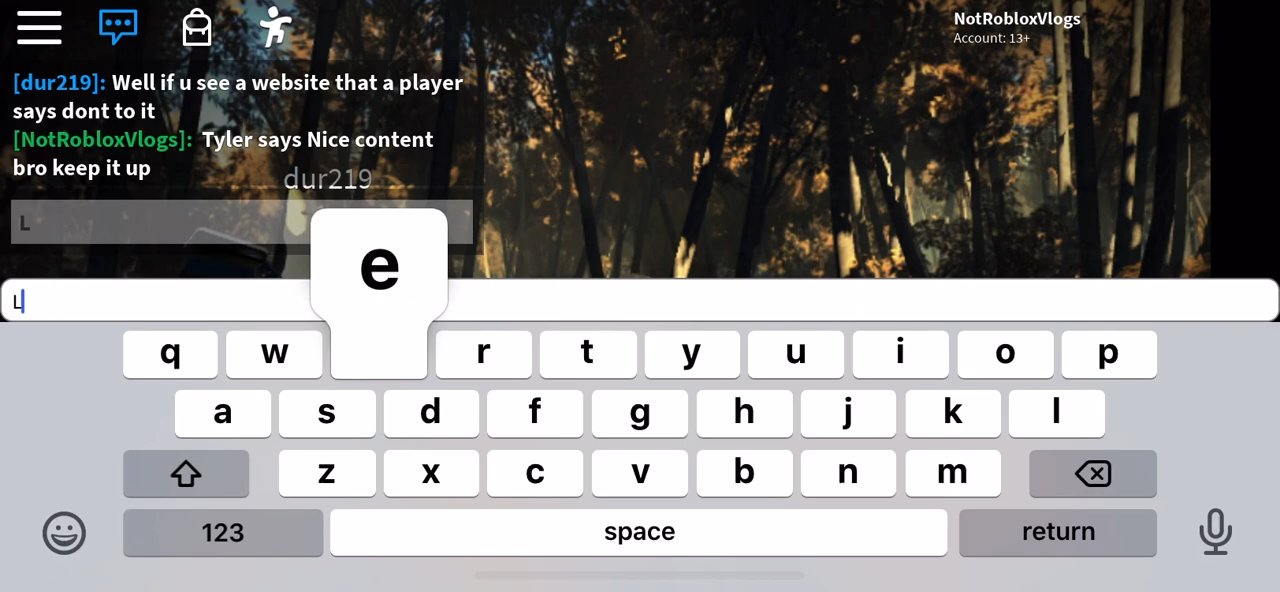 NotRobloxVlogs
Account: 13+
[dur219]: Well if u see a website that a player
says dont to it
[NotRobloxVlogs]: Tyler says Nice content
bro keep it up
dur219
L
L
e
q w r t y u i o p
a s d f g h j k l
z x c v b n m
123 space return